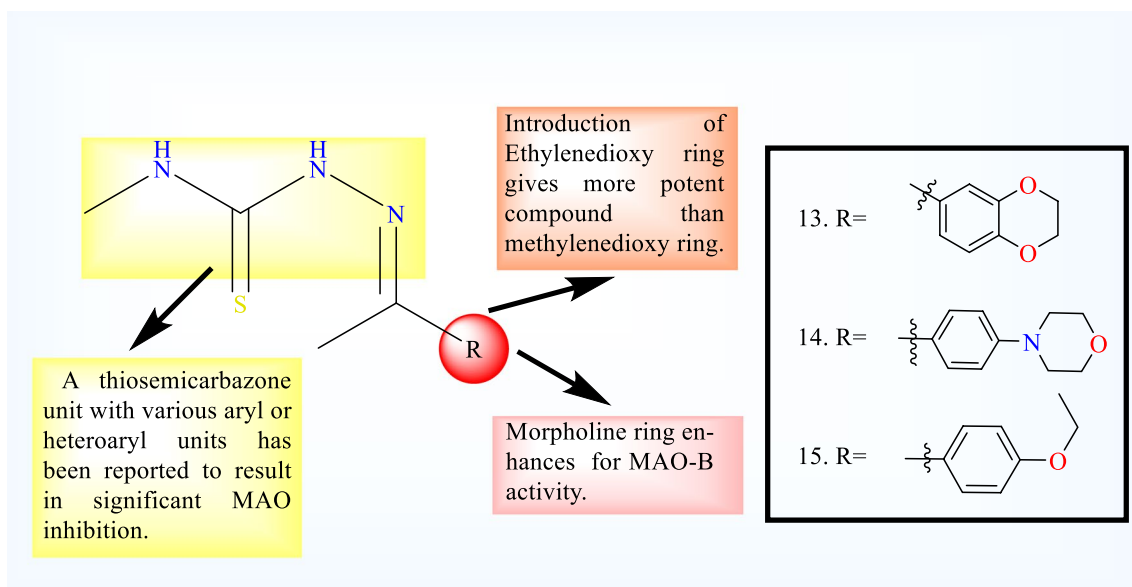 H
N
H
N
N
S
R
Introduction of
Ethylenedioxy ring
gives more potent
compound than
methylenedioxy ring.
A thiosemicarbazone
unit with various aryl or
heteroaryl units has
been reported to result
in significant MAO
inhibition.
Morpholine ring en-
hances for MAO-B
activity.
13. R=
O
O
14. R=
N
O
15. R=
O